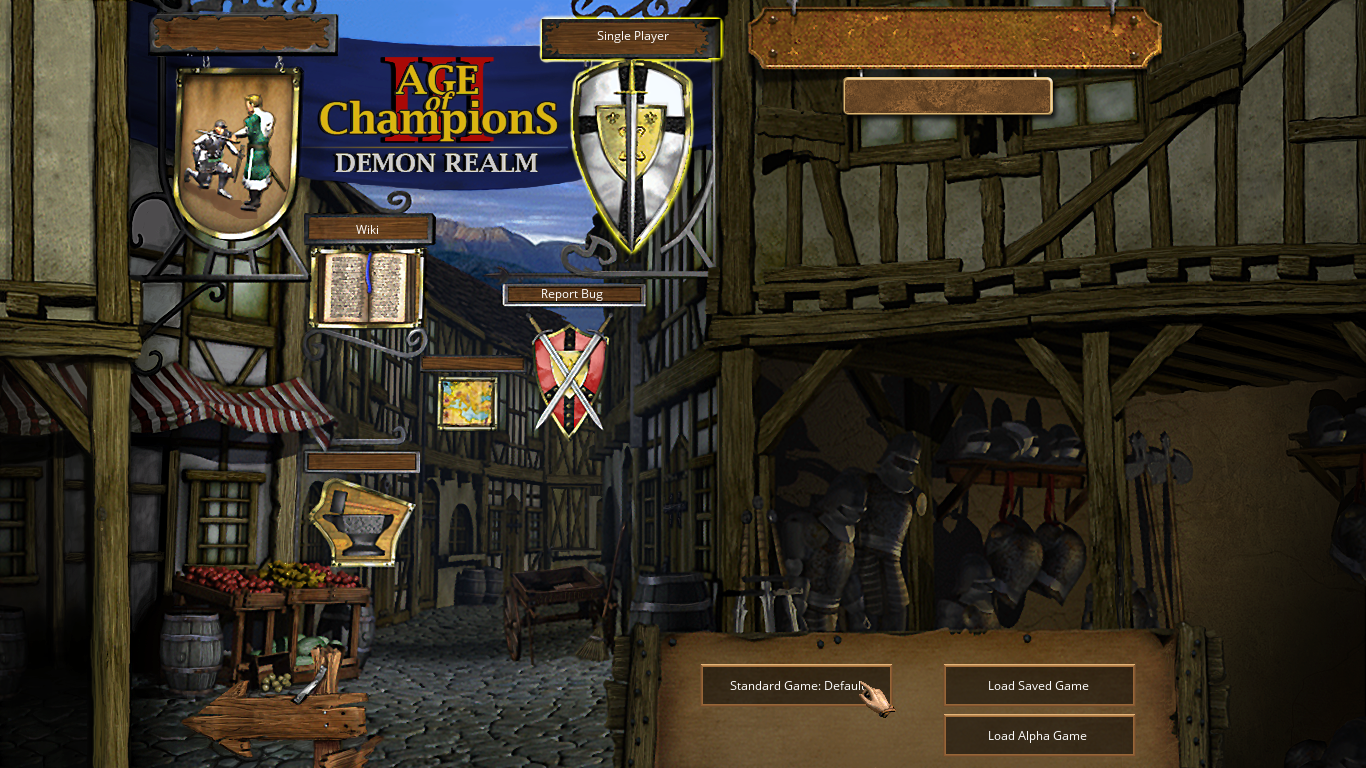 Single Player
AGE
of
III
ChampionS
DEMON REALM
Wiki
Report Bug
Standard Game: Default
Load Saved Game
Load Alpha Game